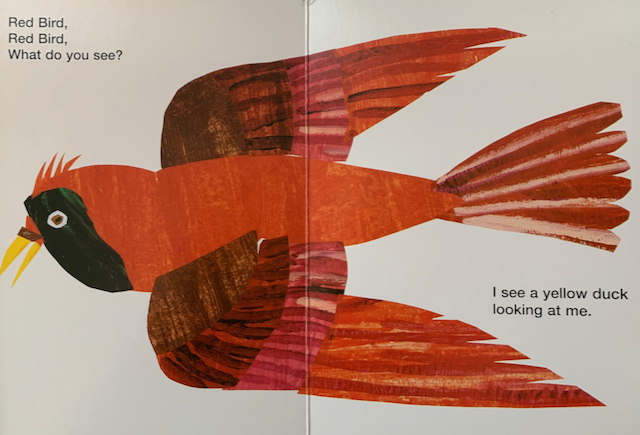 Red Bird,
Red Bird,
What do you see?
I see a yellow duck
looking at me.